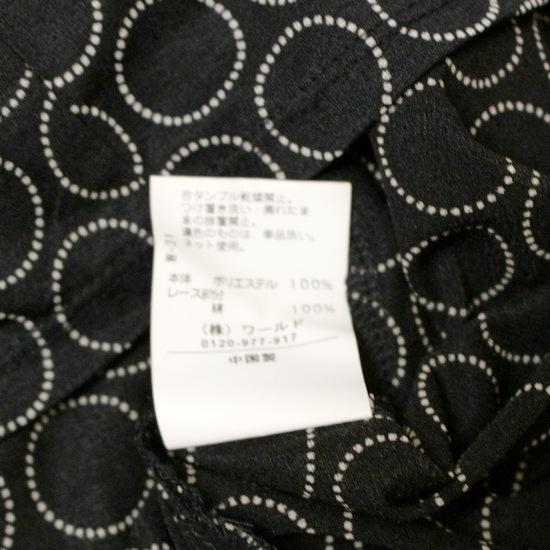 合タンブル乾燥禁止。
つけ置き洗い・濡れたま
まの放置禁止。
濃色のものは、単品洗い。
ネット使用。
W-31
本体 ポリエステル 100%
レース部分
綿 100%
(株) ワールド
0120-977-917
中国製